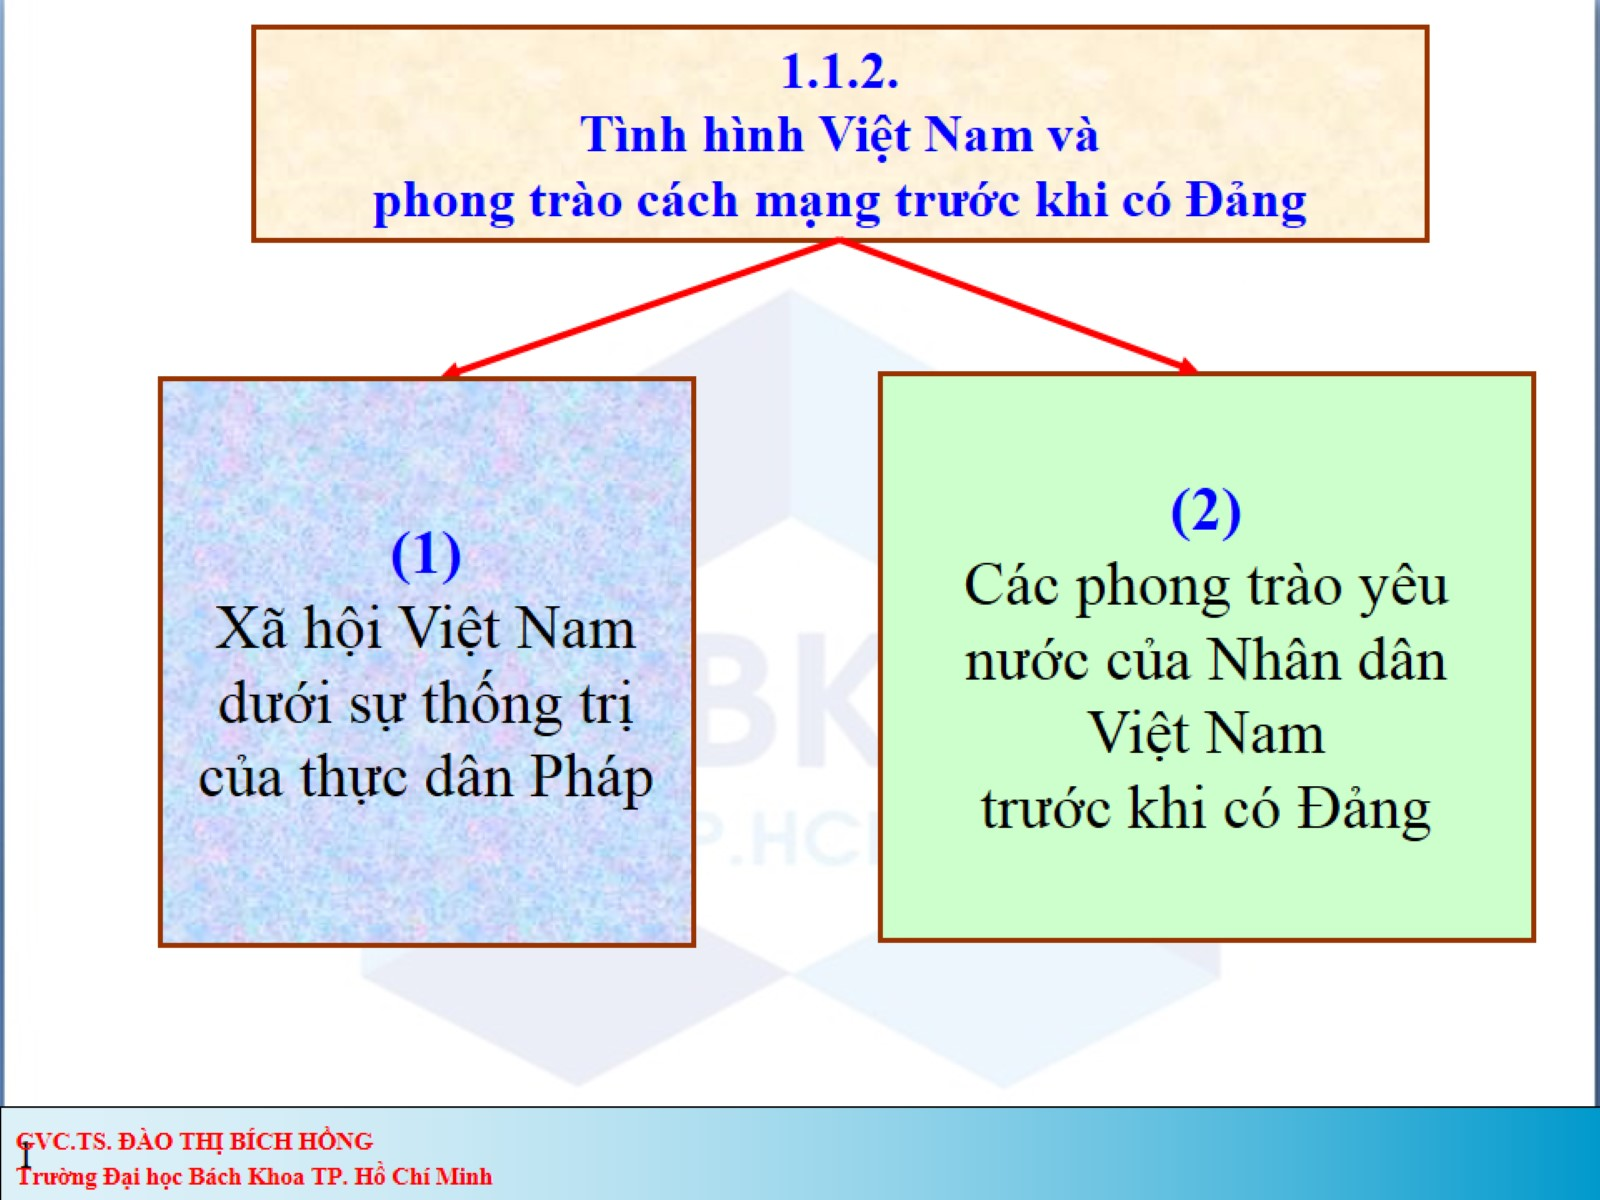 1.1.2.
Tình hình Việt Nam và
phong trào cách mạng trước khi có Đảng
(1)
Xã hội Việt Nam
dưới sự thống trị
của thực dân Pháp
(2)
Các phong trào yêu
nước của Nhân dân
Việt Nam
trước khi có Đảng
BK
P.HC
GVC.TS. ĐÀO THỊ BÍCH HỒNG
1
Trường Đại học Bách Khoa TP. Hồ Chí Minh